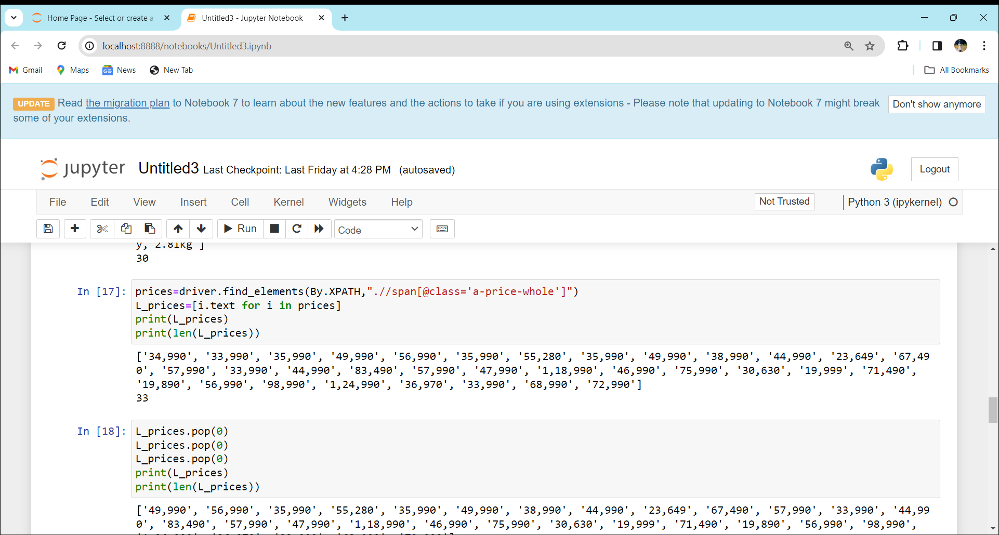 Home Page - Select or create a
Untitled3 - Jupyter Notebook
localhost:8888/notebooks/Untitled3.ipynb
Gmail
Maps
News
New Tab
All Bookmarks
UPDATE Read the migration plan to Notebook 7 to learn about the new features and the actions to take if you are using extensions - Please note that updating to Notebook 7 might break
some of your extensions.
Don't show anymore
jupyter Untitled3 Last Checkpoint: Last Friday at 4:28 PM (autosaved)
Logout
File Edit View Insert Cell Kernel Widgets Help
Not Trusted
Python 3 (ipykernel)
Run
Code
y, 2.81kg ]
30
In [17]:
prices=driver.find_elements(By.XPATH,".//span[@class='a-price-whole']")
L_prices=[i.text for i in prices]
print(L_prices)
print(len(L_prices))
['34,990', '33,990', '35,990', '49,990', '56,990', '35,990', '55,280', '35,990', '49,990', '38,990', '44,990', '23,649', '67,49
0', '57,990', '33,990', '44,990', '83,490', '57,990', '47,990', '1,18,990', '46,990', '75,990', '30,630', '19,999', '71,490',
'19,890', '56,990', '98,990', '1,24,990', '36,970', '33,990', '68,990', '72,990']
33
In [18]:
L_prices.pop(0)
L_prices.pop(0)
L_prices.pop(0)
print(L_prices)
print(len(L_prices))
['49,990', '56,990', '35,990', '55,280', '35,990', '49,990', '38,990', '44,990', '23,649', '67,490', '57,990', '33,990', '44,99
0', '83,490', '57,990', '47,990', '1,18,990', '46,990', '75,990', '30,630', '19,999', '71,490', '19,890', '56,990', '98,990',